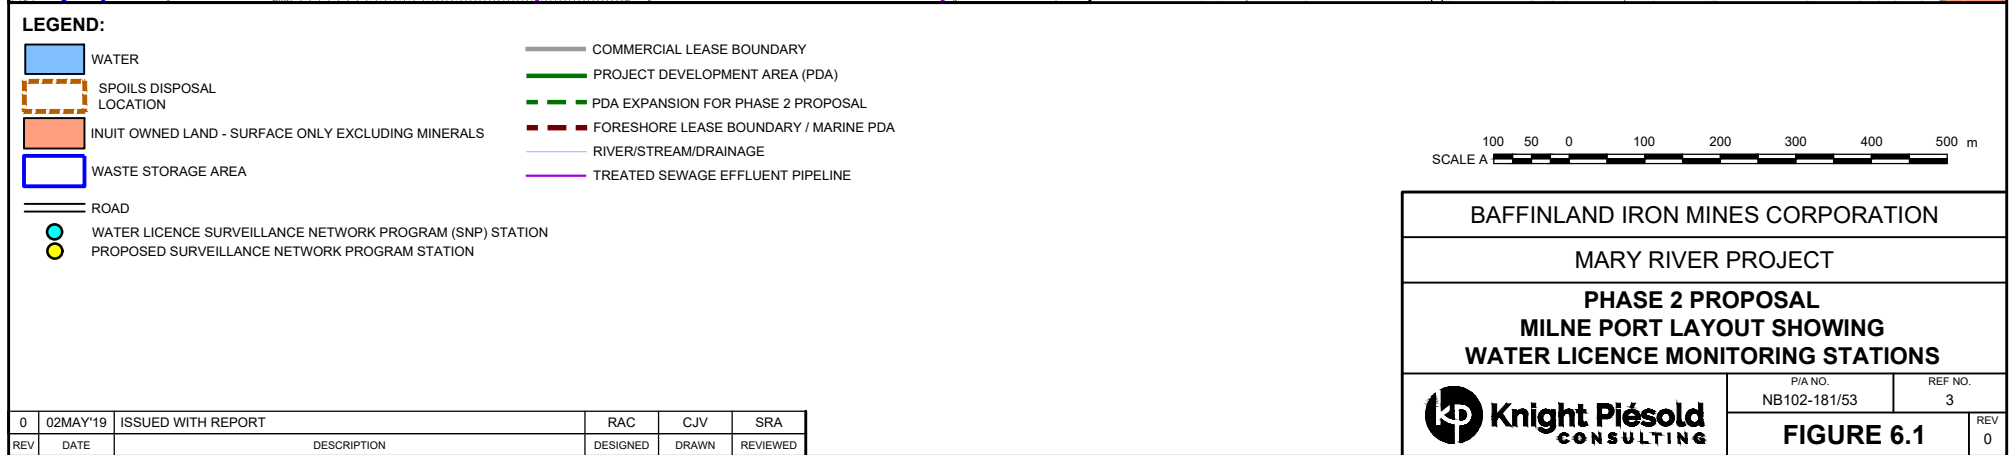 LEGEND:
WATER
SPOILS DISPOSAL
LOCATION
INUIT OWNED LAND - SURFACE ONLY EXCLUDING MINERALS
WASTE STORAGE AREA
ROAD
WATER LICENCE SURVEILLANCE NETWORK PROGRAM (SNP) STATION
PROPOSED SURVEILLANCE NETWORK PROGRAM STATION
COMMERCIAL LEASE BOUNDARY
PROJECT DEVELOPMENT AREA (PDA)
PDA EXPANSION FOR PHASE 2 PROPOSAL
FORESHORE LEASE BOUNDARY / MARINE PDA
RIVER/STREAM/DRAINAGE
TREATED SEWAGE EFFLUENT PIPELINE
100 50 0 100 200 300 400 500 m
SCALE A
BAFFINLAND IRON MINES CORPORATION
MARY RIVER PROJECT
PHASE 2 PROPOSAL
MILNE PORT LAYOUT SHOWING
WATER LICENCE MONITORING STATIONS
Knight Piésold
CONSULTING
P/A NO.
NB102-181/53
REF NO.
3
FIGURE 6.1
REV
0
0 02MAY'19 ISSUED WITH REPORT RAC CJV SRA
REV DATE DESCRIPTION DESIGNED DRAWN REVIEWED